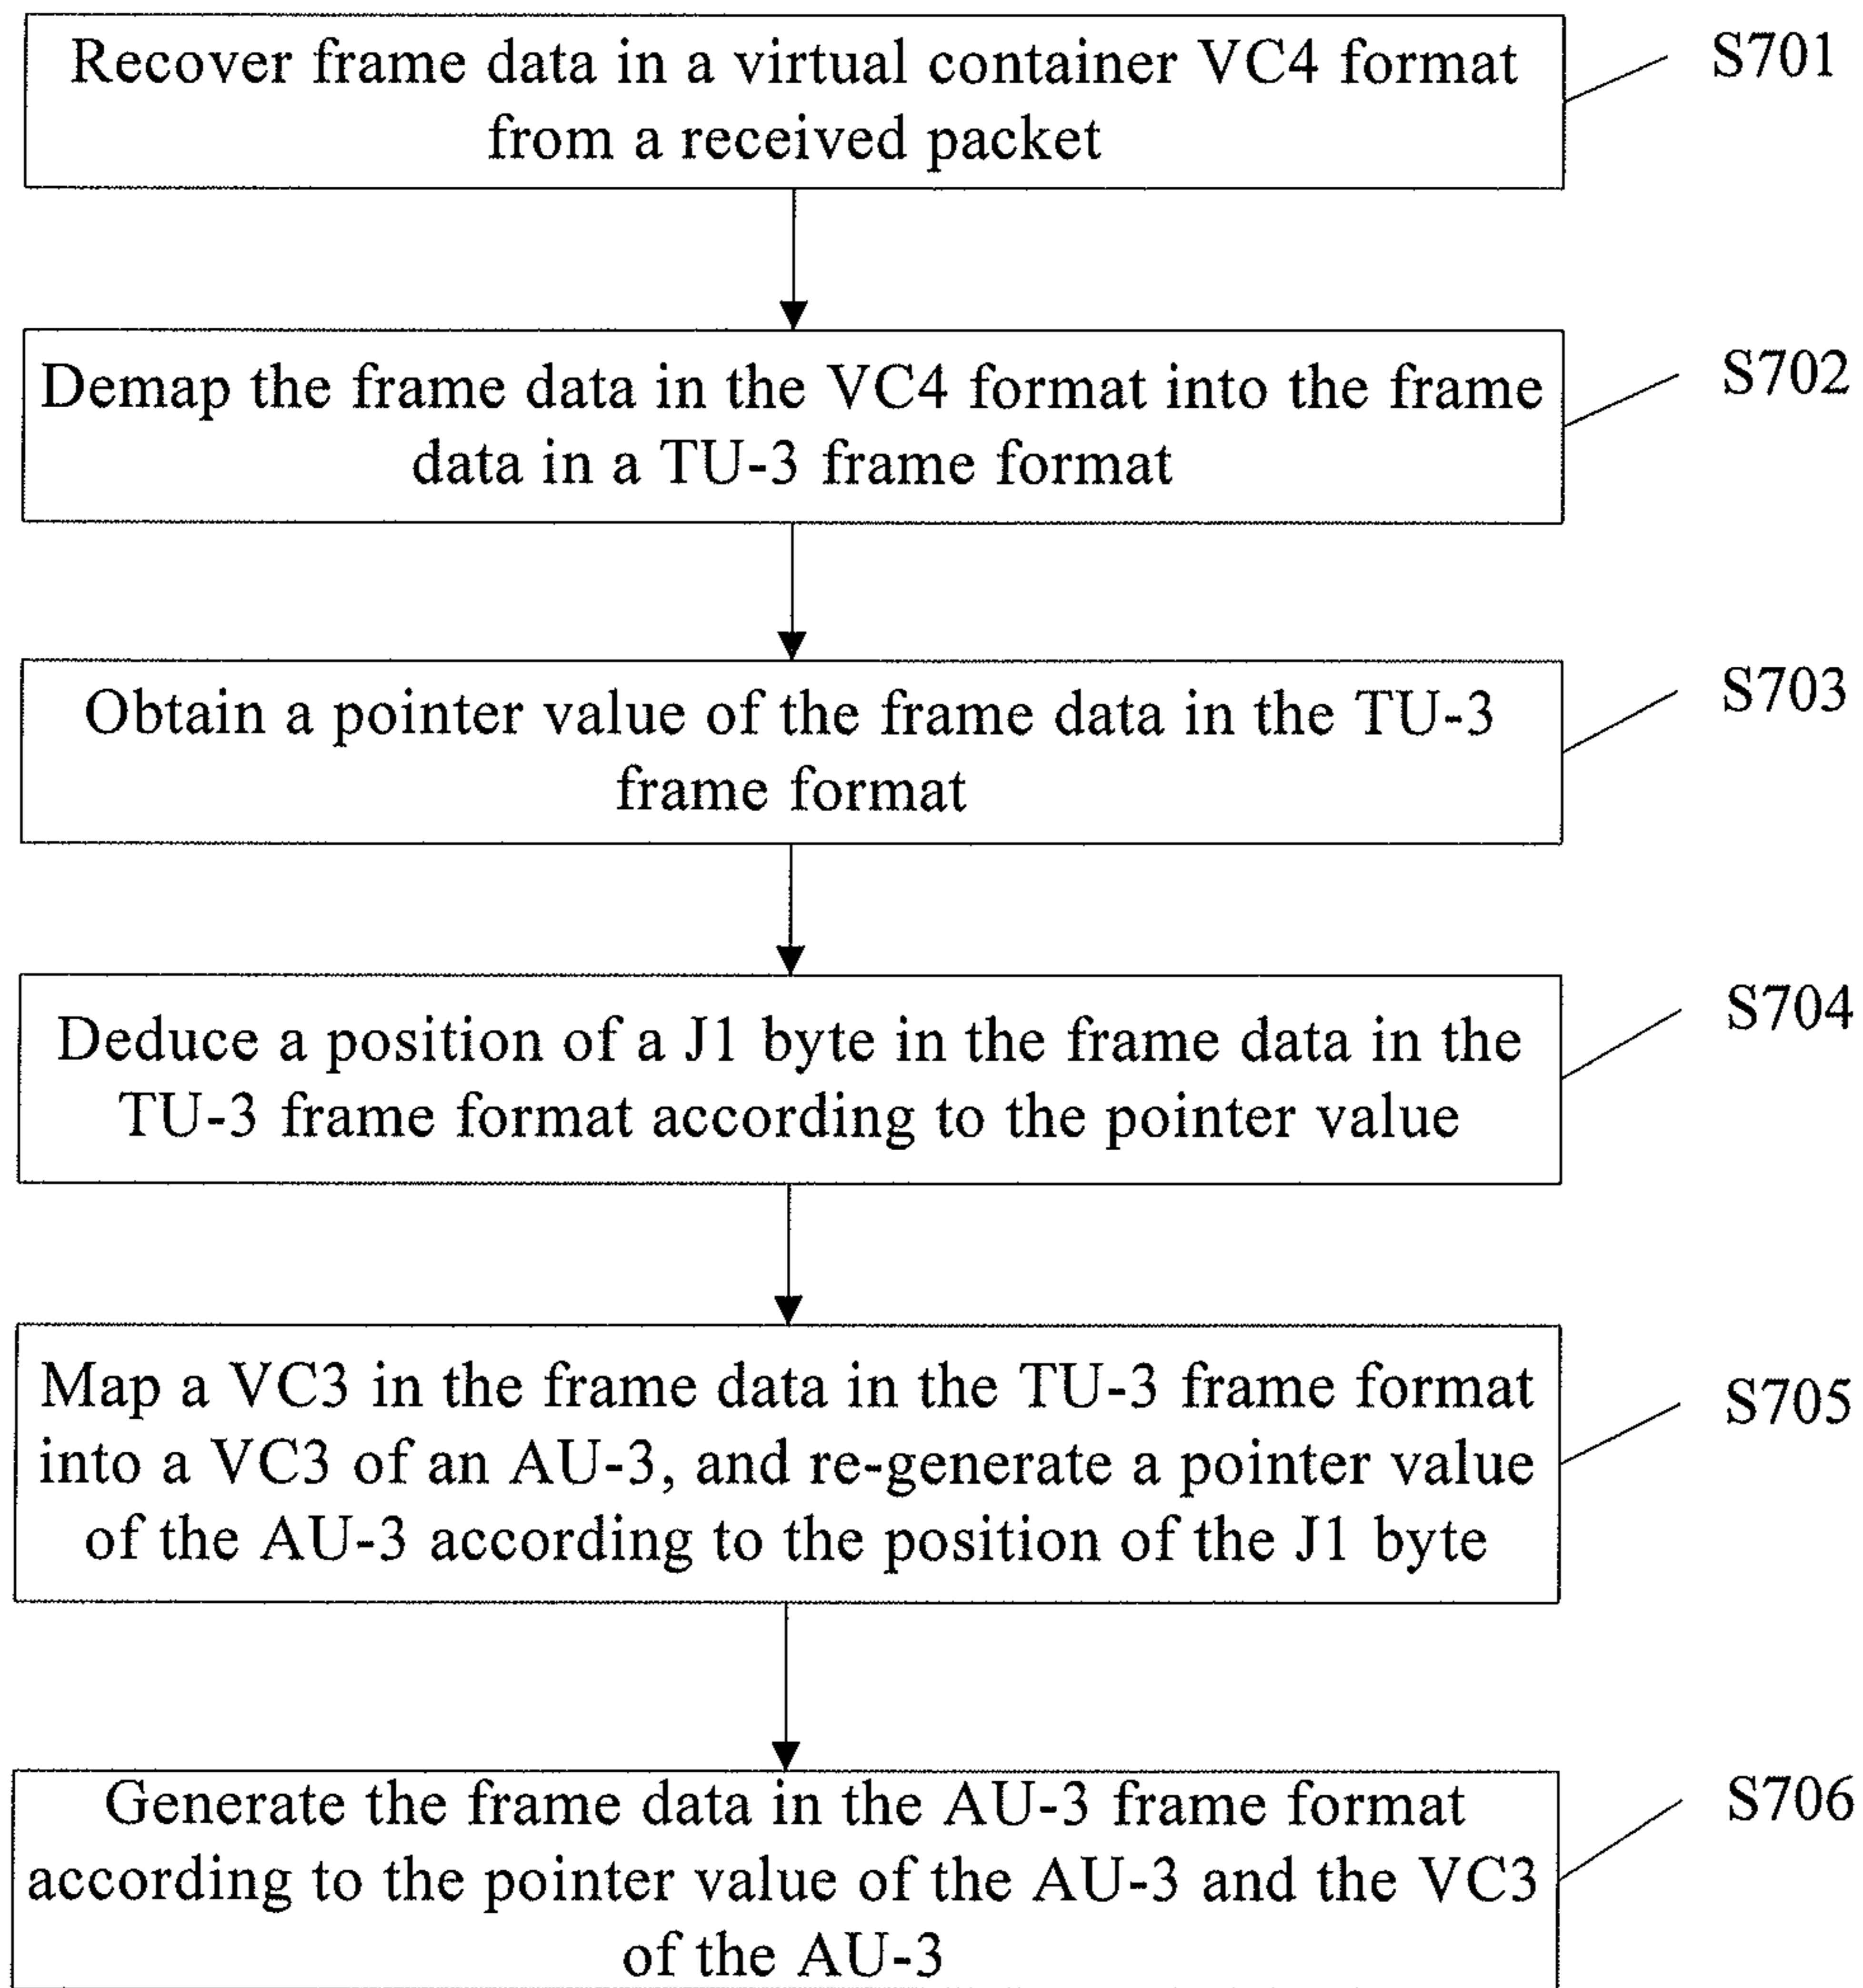 Recover frame data in a virtual container VC4 format
from a received packet
S701
Demap the frame data in the VC4 format into the frame
data in a TU-3 frame format
S702
Obtain a pointer value of the frame data in the TU-3
frame format
S703
Deduce a position of a J1 byte in the frame data in the
TU-3 frame format according to the pointer value
S704
Map a VC3 in the frame data in the TU-3 frame format
into a VC3 of an AU-3, and re-generate a pointer value
of the AU-3 according to the position of the J1 byte
S705
Generate the frame data in the AU-3 frame format
according to the pointer value of the AU-3 and the VC3
of the AU-3
S706